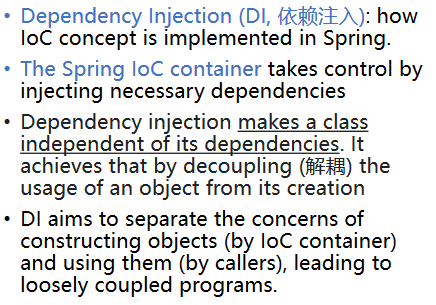 • Dependency Injection (DI, 依赖注入): how
IoC concept is implemented in Spring.
• The Spring IoC container takes control by
injecting necessary dependencies
• Dependency injection makes a class
independent of its dependencies. It
achieves that by decoupling (解耦) the
usage of an object from its creation
• DI aims to separate the concerns of
constructing objects (by IoC container)
and using them (by callers), leading to
loosely coupled programs.